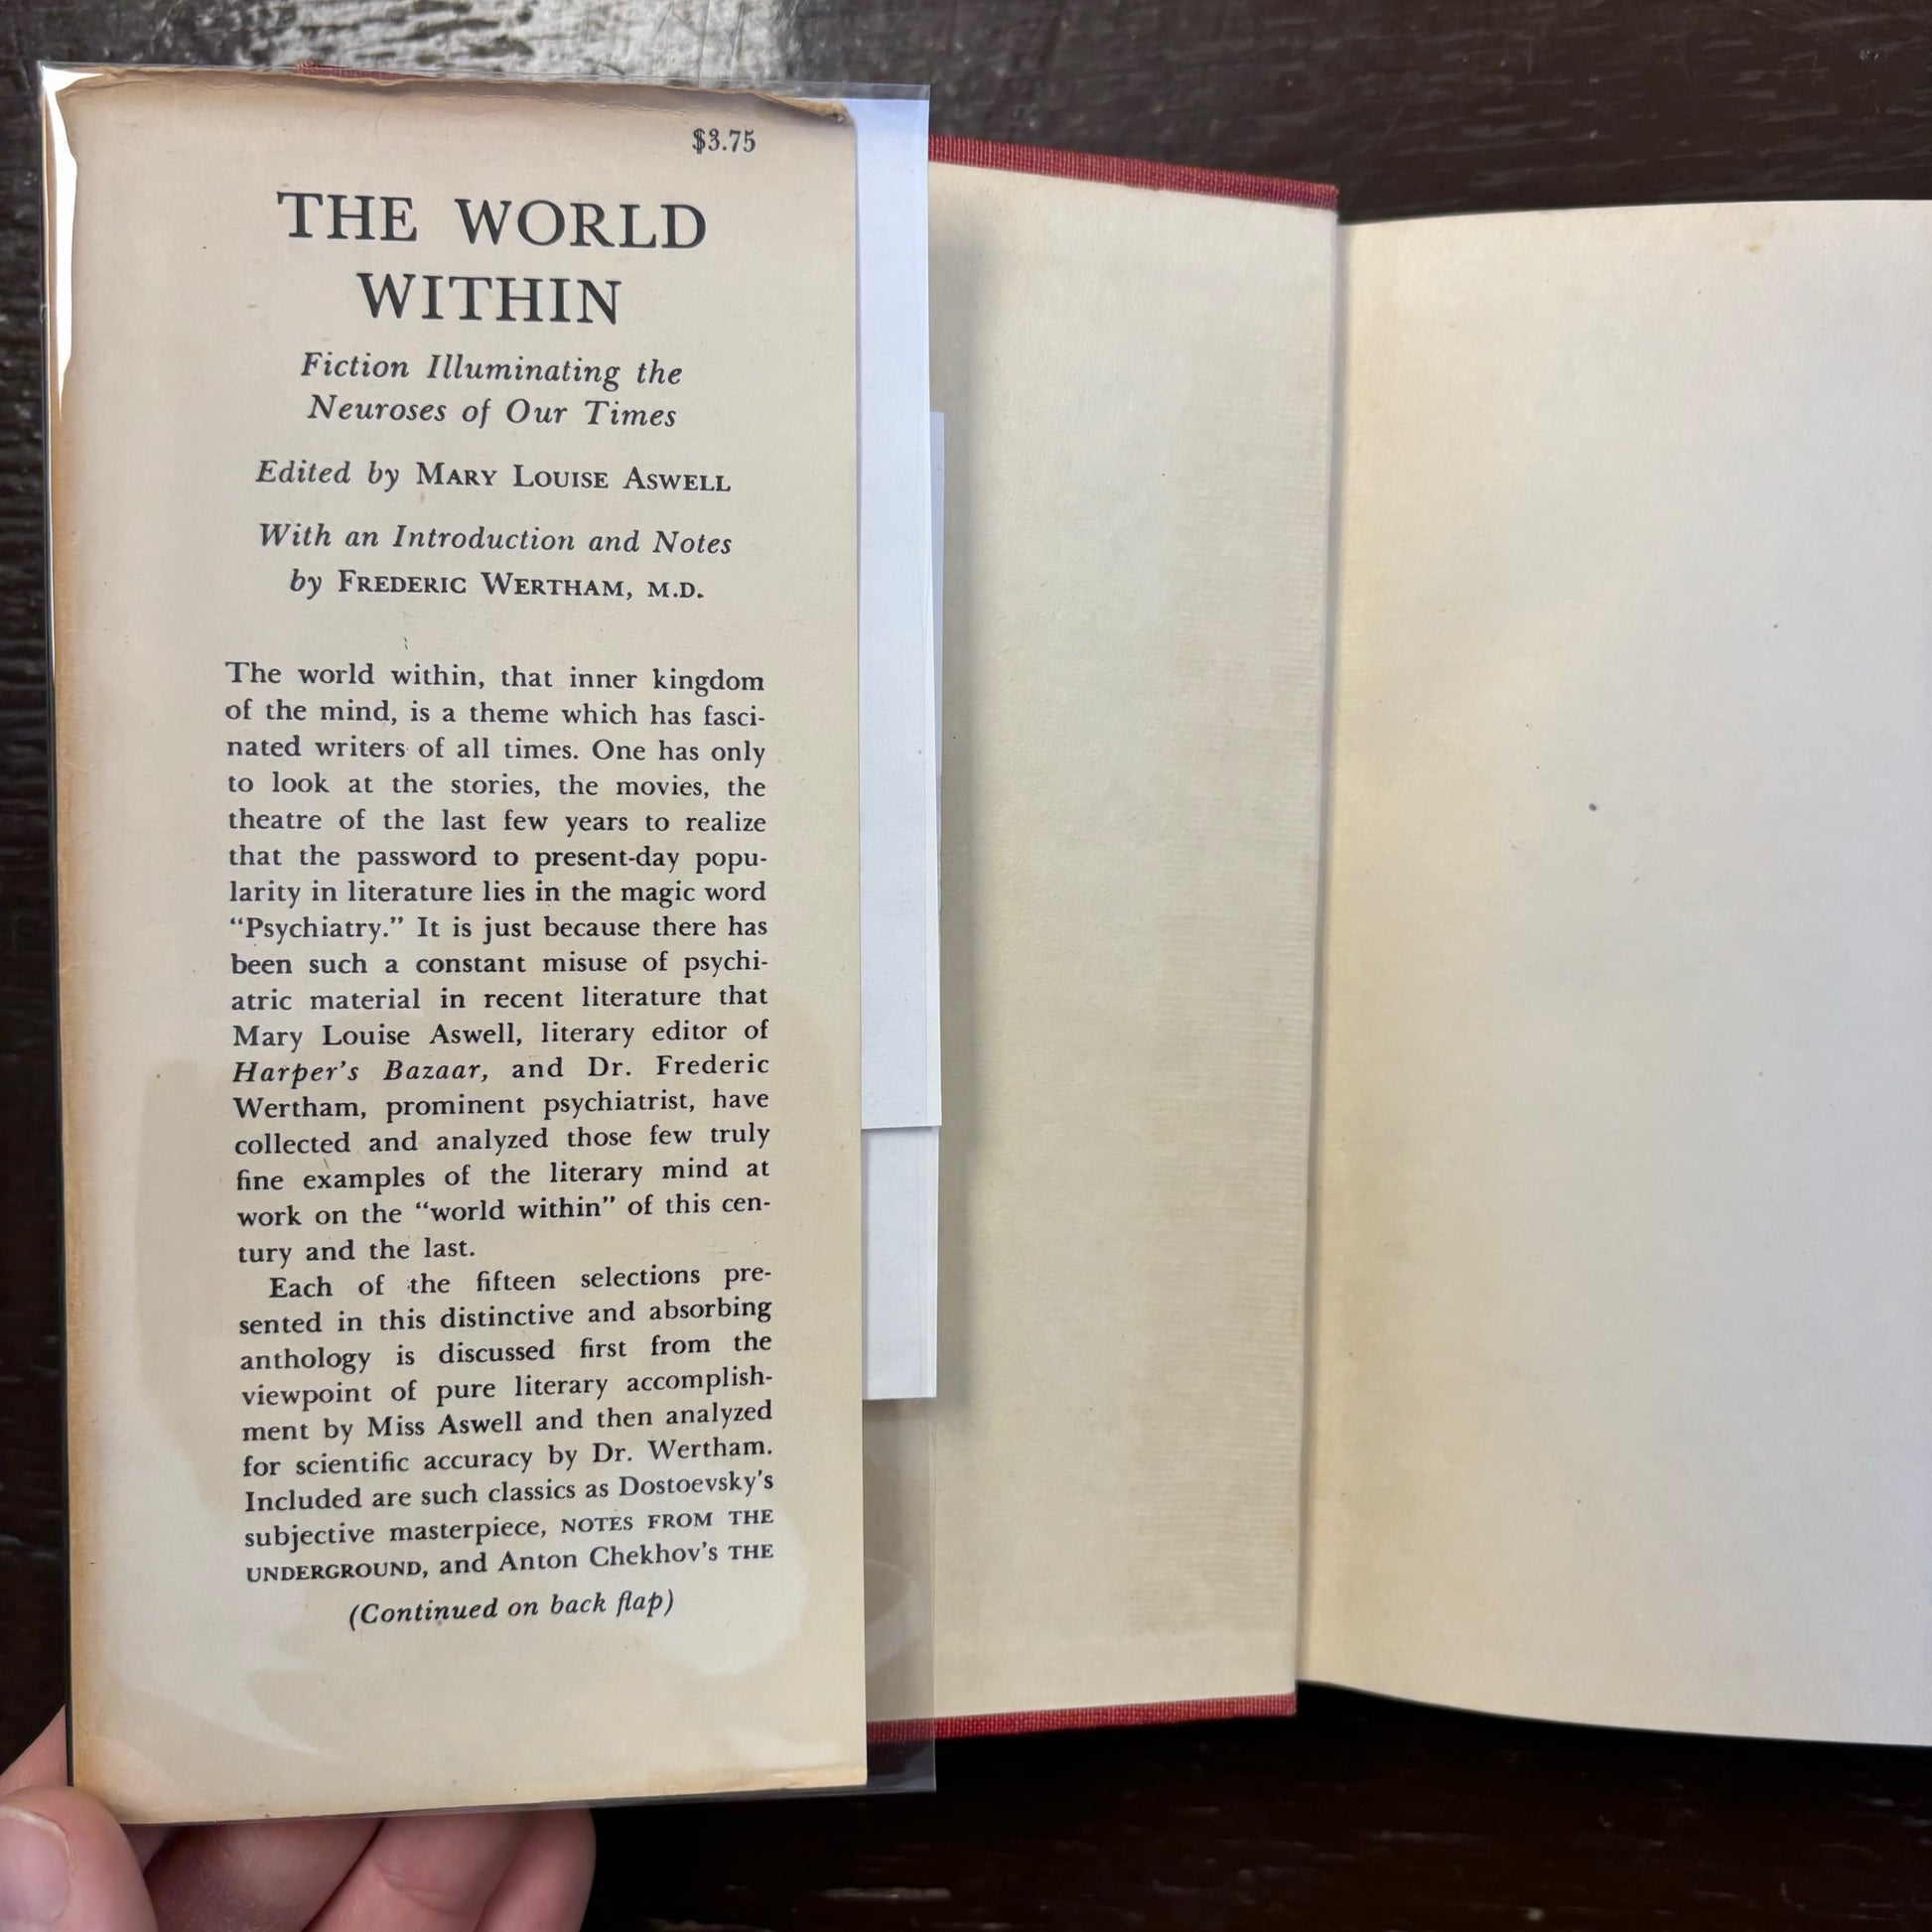 $3.75
THE WORLD
WITHIN
Fiction Illuminating the
Neuroses of Our Times
Edited by MARY LOUISE ASWELL
With an Introduction and Notes
by FREDERIC WERTHAM, M.D.
The world within, that inner kingdom
of the mind, is a theme which has fasci-
nated writers of all times. One has only
to look at the stories, the movies, the
theatre of the last few years to realize
that the password to present-day popu-
larity in literature lies in the magic word
“Psychiatry.” It is just because there has
been such a constant misuse of psychi-
atric material in recent literature that
Mary Louise Aswell, literary editor of
Harper’s Bazaar, and Dr. Frederic
Wertham, prominent psychiatrist, have
collected and analyzed those few truly
fine examples of the literary mind at
work on the “world within” of this cen-
tury and the last.
Each of the fifteen selections pre-
sented in this distinctive and absorbing
anthology is discussed first from the
viewpoint of pure literary accomplish-
ment by Miss Aswell and then analyzed
for scientific accuracy by Dr. Wertham.
Included are such classics as Dostoevsky’s
subjective masterpiece, NOTES FROM THE
UNDERGROUND, and Anton Chekhov’s THE
(Continued on back flap)